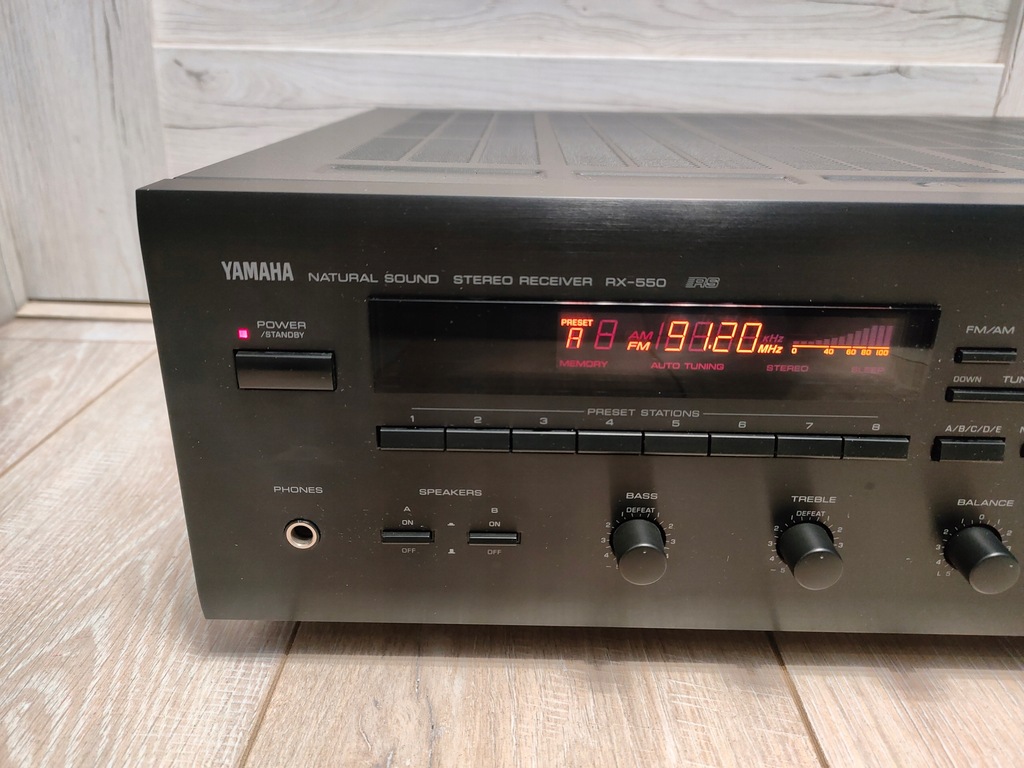 YAMAHA NATURAL SOUND STEREO RECEIVER RX-550 RS
POWER
/STANDBY
PRESET
A 8
AM
FM
91.20
kHz
MHz
0 40 60 80 100
MEMORY AUTO TUNING STEREO SLEEP
FM/AM
DOWN
PRESET STATIONS
1 2 3 4 5 6 7 8
A/B/C/D/E
PHONES
SPEAKERS
A B
ON ON
OFF OFF
BASS
DEFEAT
TREBLE
DEFEAT
BALANCE
0
L 5